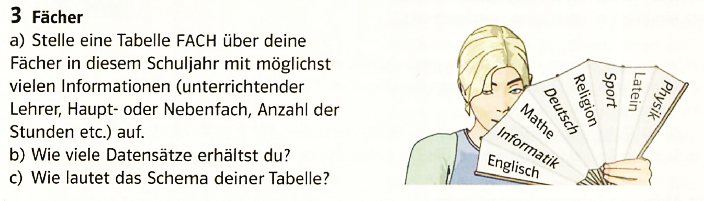 3 Fächer
a) Stelle eine Tabelle FACH über deine
Fächer in diesem Schuljahr mit möglichst
vielen Informationen (unterrichtender
Lehrer, Haupt- oder Nebenfach, Anzahl der
Stunden etc.) auf.
b) Wie viele Datensätze erhältst du?
c) Wie lautet das Schema deiner Tabelle?
Englisch
Informatik
Mathe
Deutsch
Religion
Sport
Latein
Physik